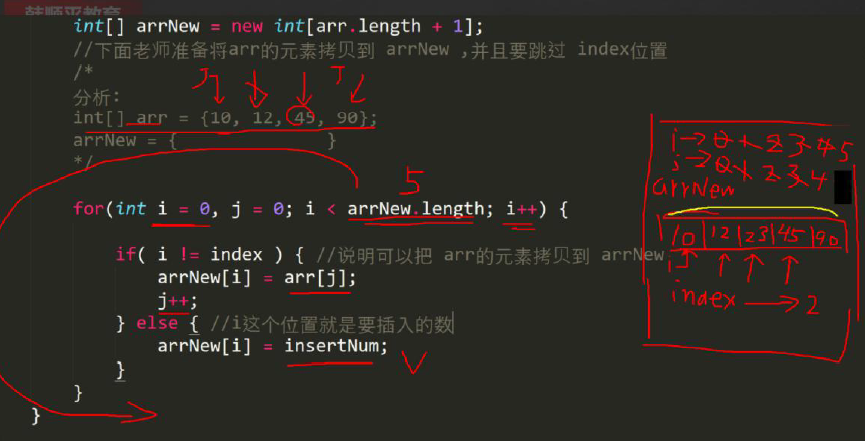 韩顺平教育
int[] arrNew = new int[arr.length + 1];
//下面老师准备将arr的元素拷贝到 arrNew ,并且要跳过 index位置
/*
分析:
int[] arr = {10, 12, 45, 90};
arrNew = {                }
*/
5
for(int i = 0, j = 0; i < arrNew.length; i++) {
if( i != index ) { //说明可以把 arr的元素拷贝到 arrNew
arrNew[i] = arr[j];
j++;
} else { //i这个位置就是要插入的数
arrNew[i] = insertNum;
}
}
}
i→0 1 2 3 4 5
j→0 1 2 3 4
arrNew
10|12|23|45|90
index → 2